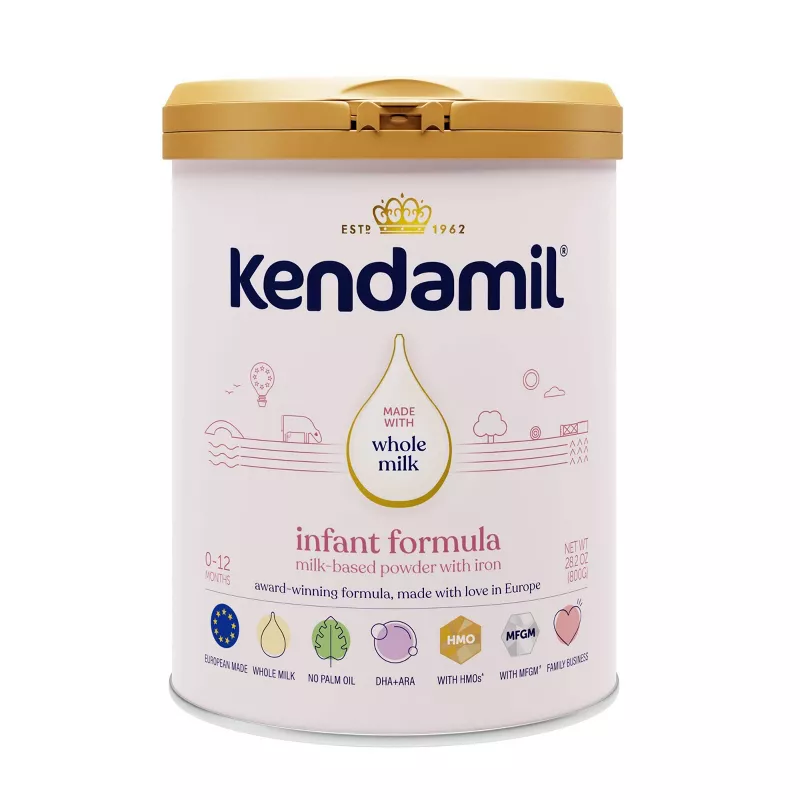 ESTD 1962
Kendamil®
MADE
WITH
whole
milk
infant formula
milk-based powder with iron
0-12
MONTHS
NET WT
28.2 OZ
(800G)
award-winning formula, made with love in Europe
HMO
MFGM
EUROPEAN MADE
WHOLE MILK
NO PALM OIL
DHA+ARA
WITH HMOs*
WITH MFGM^
FAMILY BUSINESS